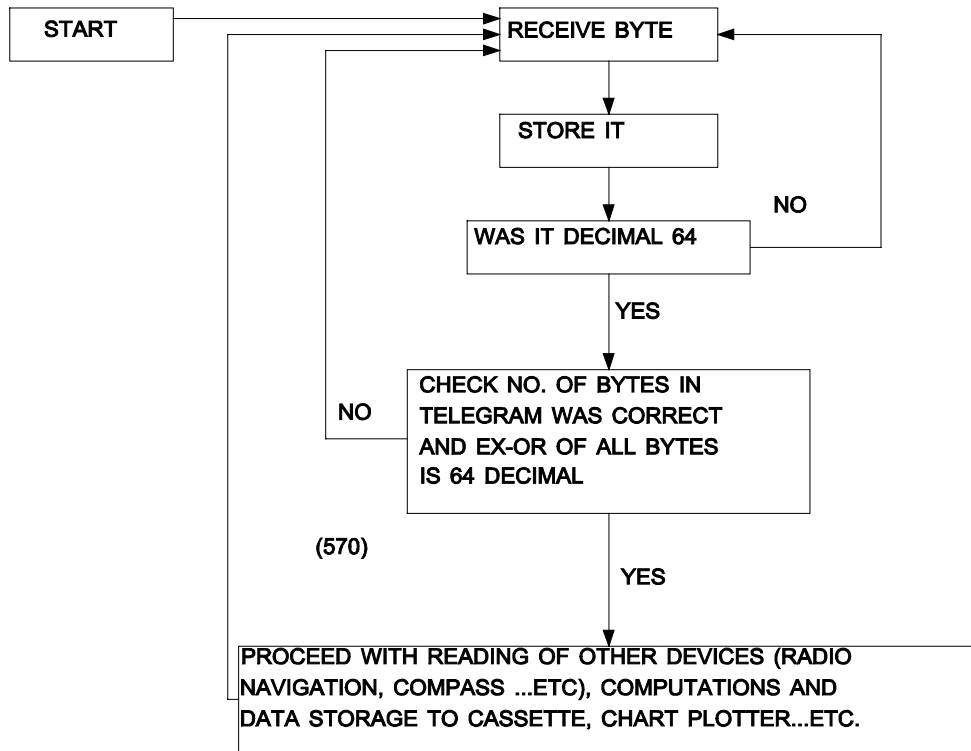 START
RECEIVE BYTE
STORE IT
NO
WAS IT DECIMAL 64
YES
CHECK NO. OF BYTES IN
TELEGRAM WAS CORRECT
AND EX-OR OF ALL BYTES
IS 64 DECIMAL
NO
(570)
YES
PROCEED WITH READING OF OTHER DEVICES (RADIO
NAVIGATION, COMPASS ...ETC), COMPUTATIONS AND
DATA STORAGE TO CASSETTE, CHART PLOTTER...ETC.